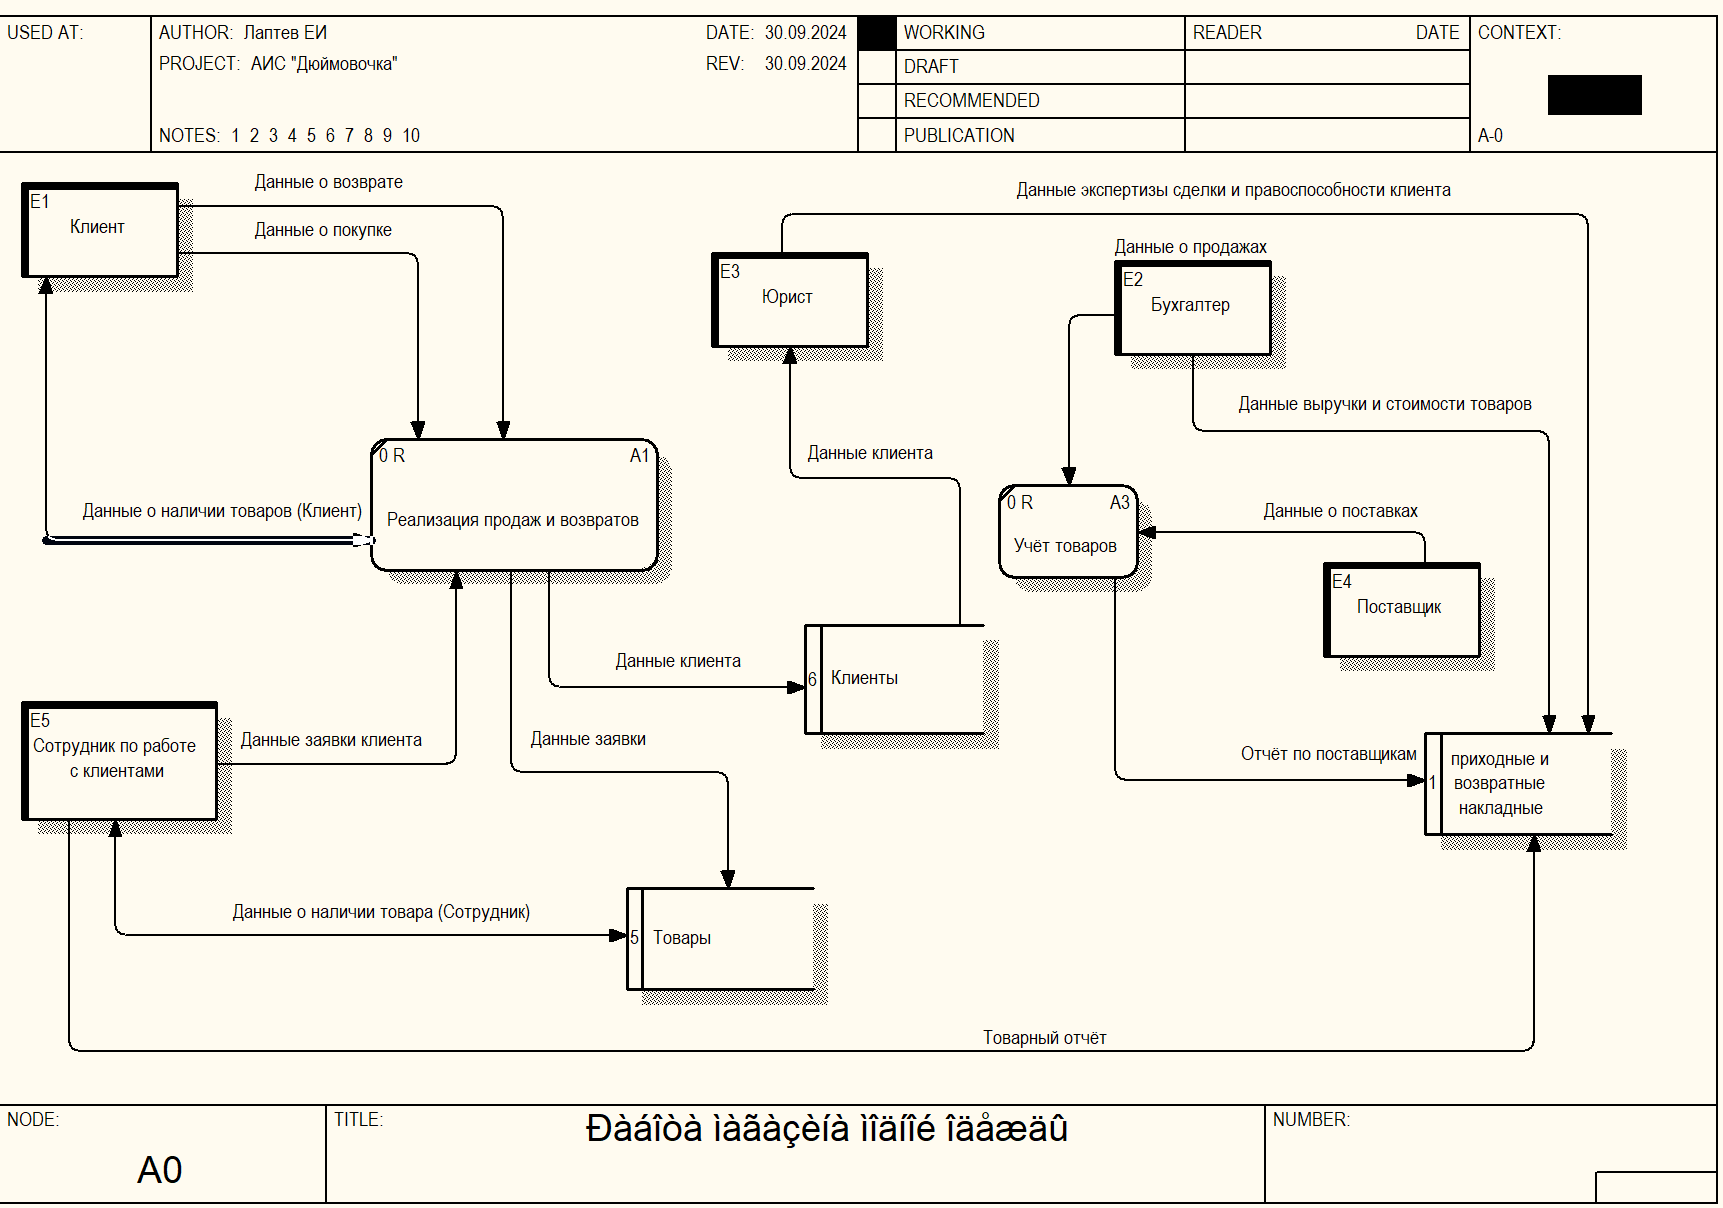 USED AT:
AUTHOR: Лаптев ЕИ
DATE: 30.09.2024
PROJECT: АИС "Дюймовочка"
REV: 30.09.2024
NOTES: 1 2 3 4 5 6 7 8 9 10
WORKING
DRAFT
RECOMMENDED
PUBLICATION
READER DATE
CONTEXT:
A-0
Данные о возврате
Данные экспертизы сделки и правоспособности клиента
E1
Клиент
Данные о покупке
Данные о продажах
E3
Юрист
E2
Бухгалтер
Данные выручки и стоимости товаров
Данные клиента
0 R A1
Реализация продаж и возвратов
Данные о наличии товаров (Клиент)
0 R A3
Учёт товаров
Данные о поставках
E4
Поставщик
Данные клиента
6 Клиенты
E5
Сотрудник по работе
с клиентами
Данные заявки клиента
Данные заявки
Отчёт по поставщикам
1
приходные и
возвратные
накладные
Данные о наличии товара (Сотрудник)
5 Товары
Товарный отчёт
NODE:
A0
TITLE:
Ðàáîòà ìàãàçèíà ìîäíîé îäåæäû
NUMBER: